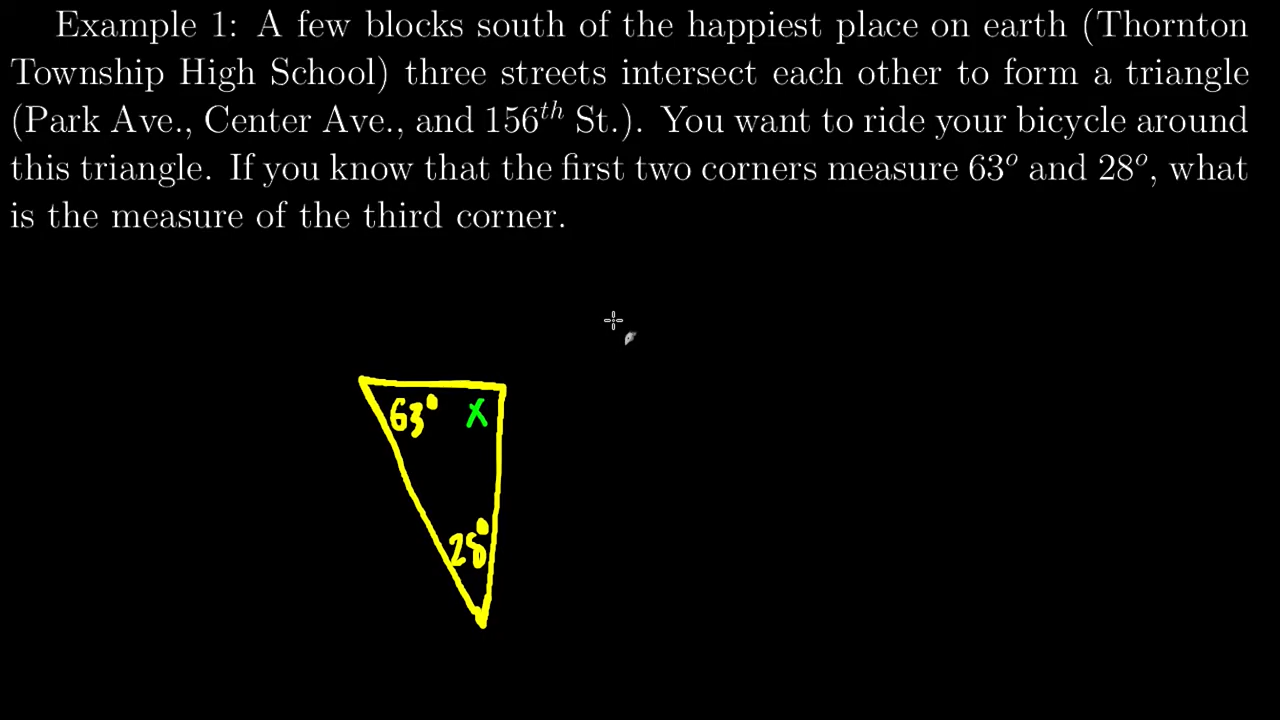 Example 1: A few blocks south of the happiest place on earth (Thornton
Township High School) three streets intersect each other to form a triangle
(Park Ave., Center Ave., and 156th St.). You want to ride your bicycle around
this triangle. If you know that the first two corners measure 63° and 28°, what
is the measure of the third corner.
63° x
28°